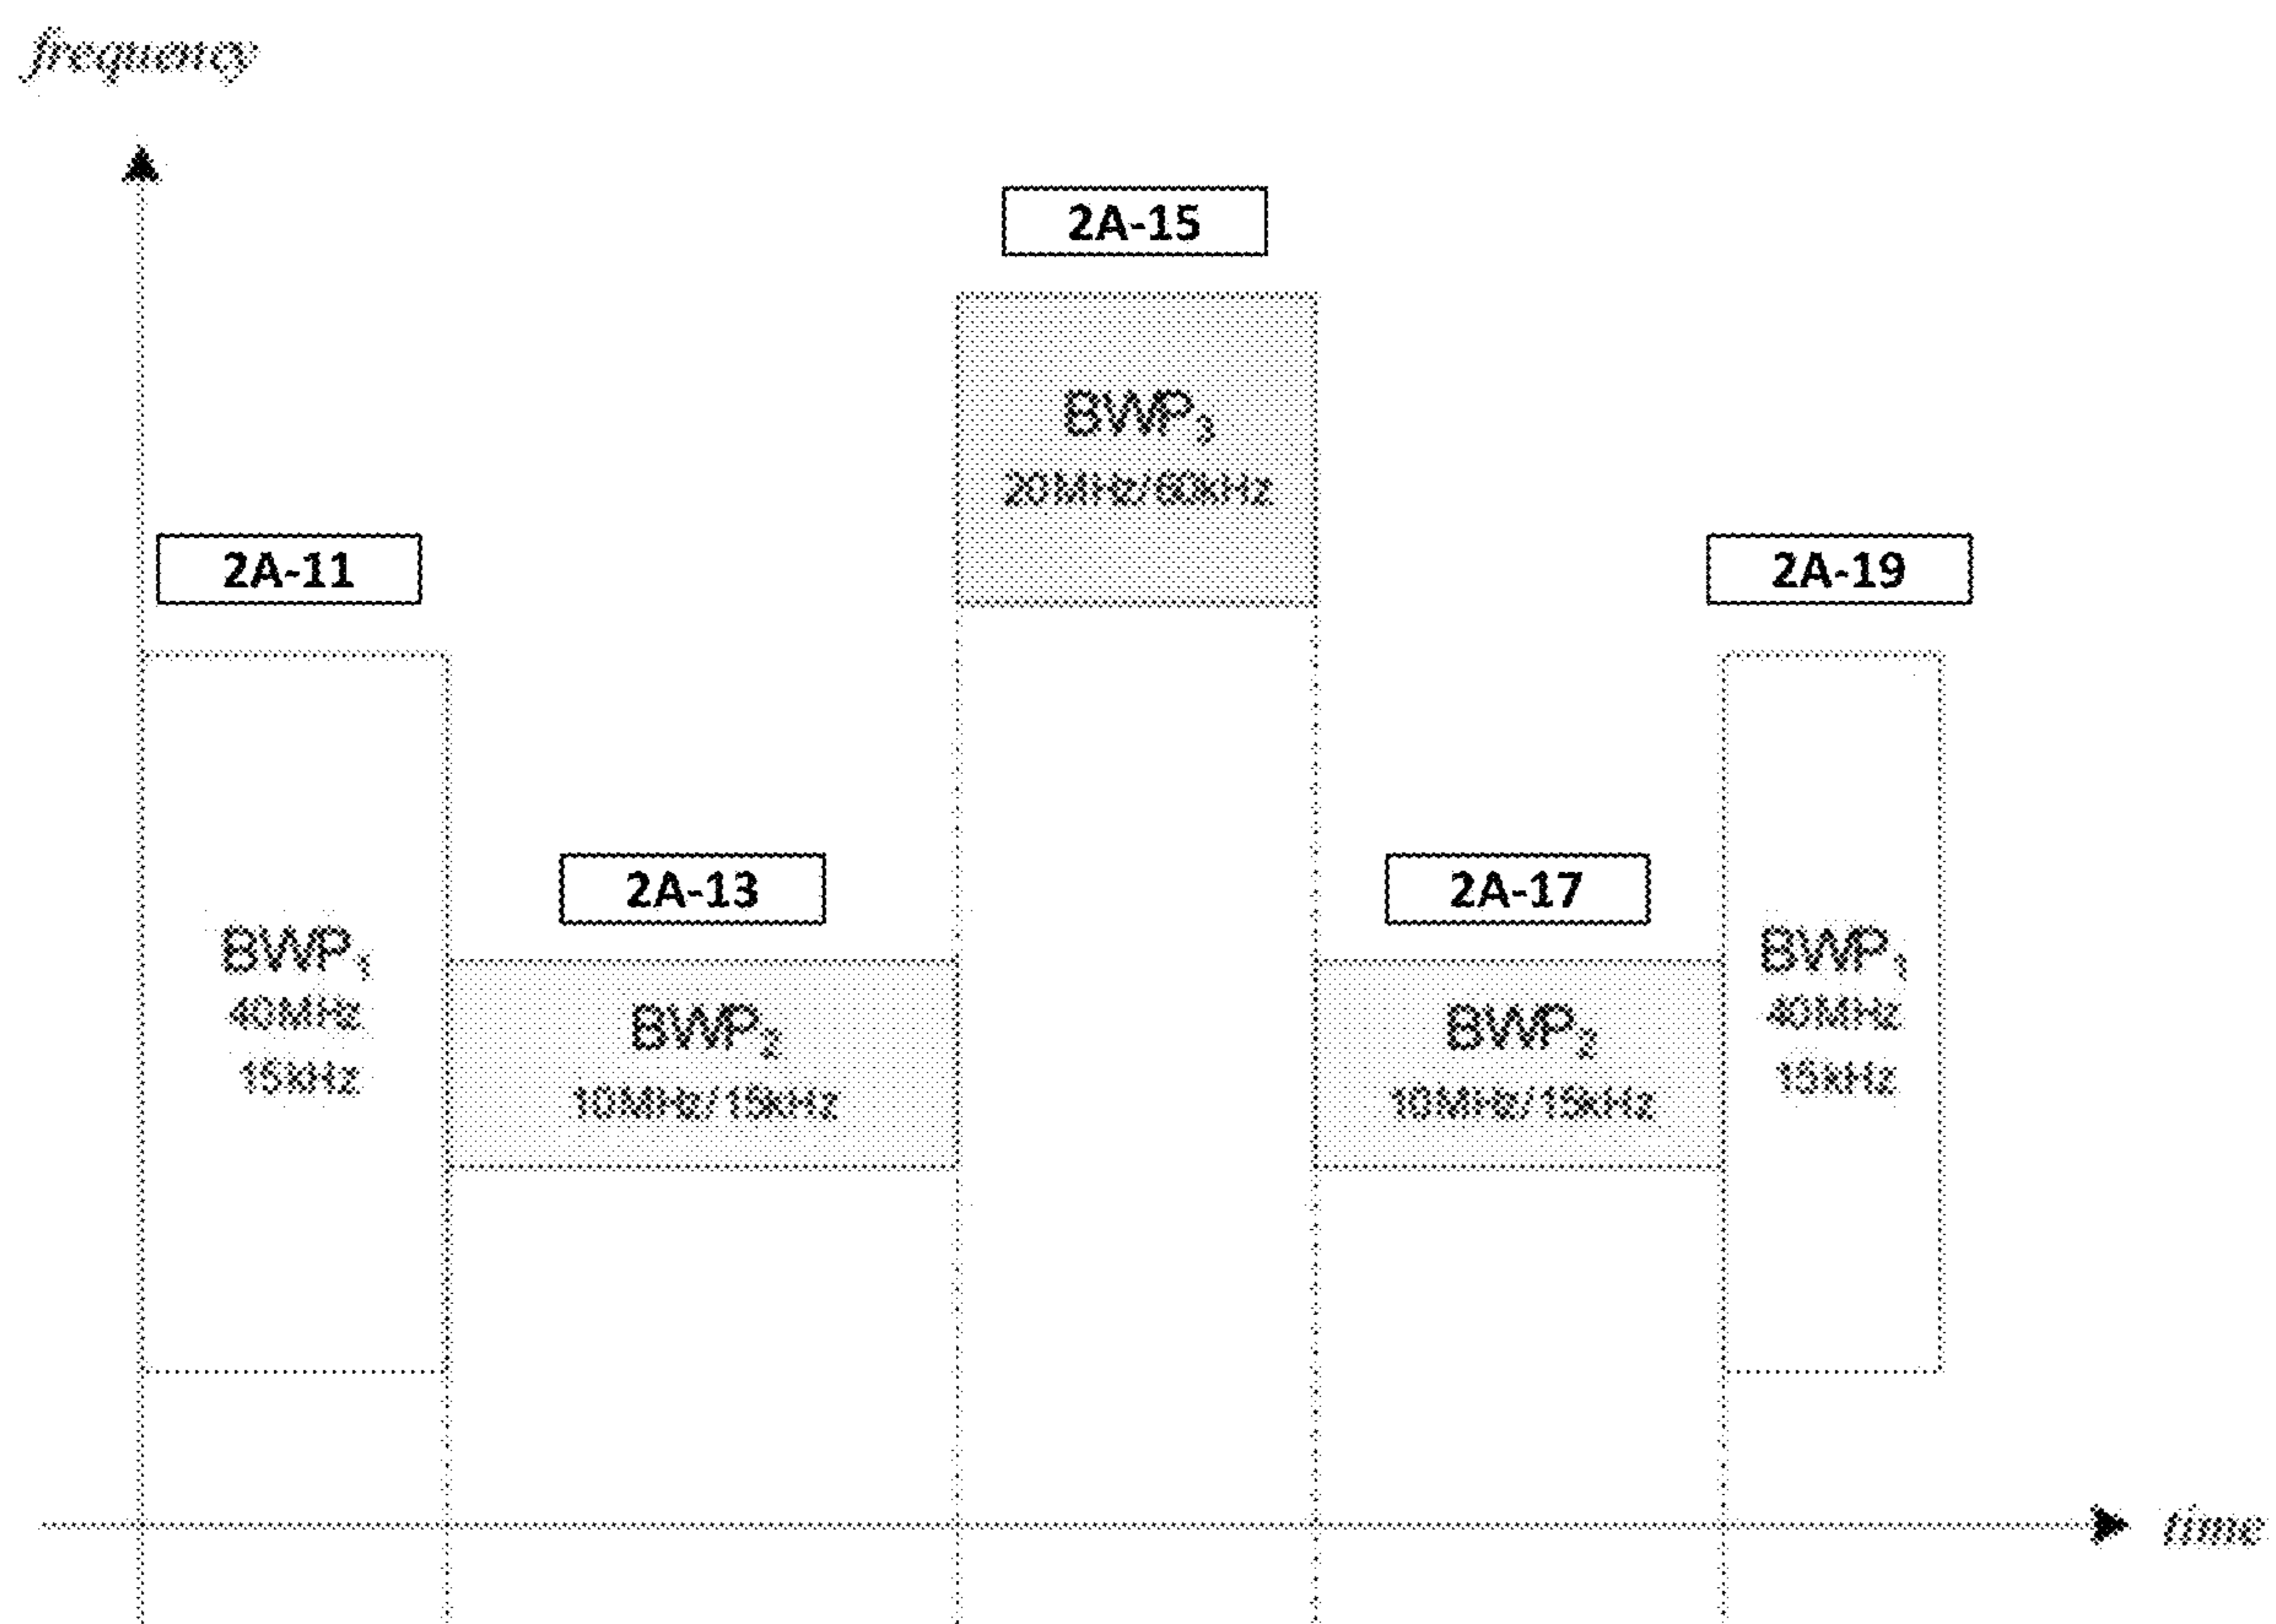 frequency
2A-15
BWP3
20MHz/60kHz
2A-11
2A-19
BWP1
40MHz
15kHz
2A-13
BWP2
10MHz/15kHz
2A-17
BWP2
10MHz/15kHz
BWP1
40MHz
15kHz
time